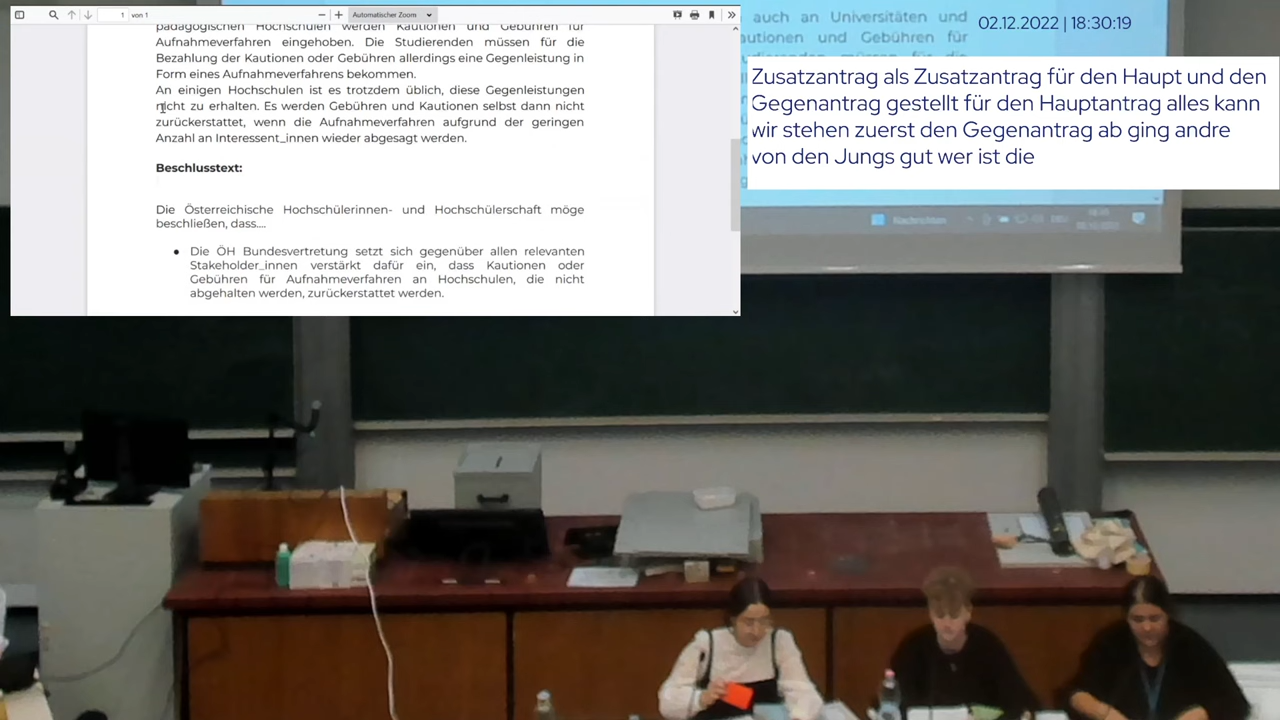 1 von 1
Automatischer Zoom
pädagogischen Hochschulen werden Kautionen und Gebühren für
Aufnahmeverfahren eingehoben. Die Studierenden müssen für die
Bezahlung der Kautionen oder Gebühren allerdings eine Gegenleistung in
Form eines Aufnahmeverfahrens bekommen.
An einigen Hochschulen ist es trotzdem üblich, diese Gegenleistungen
nicht zu erhalten. Es werden Gebühren und Kautionen selbst dann nicht
zurückerstattet, wenn die Aufnahmeverfahren aufgrund der geringen
Anzahl an Interessent_innen wieder abgesagt werden.
Beschlusstext:
Die Österreichische Hochschülerinnen- und Hochschülerschaft möge
beschließen, dass....
● Die ÖH Bundesvertretung setzt sich gegenüber allen relevanten
Stakeholder_innen verstärkt dafür ein, dass Kautionen oder
Gebühren für Aufnahmeverfahren an Hochschulen, die nicht
abgehalten werden, zurückerstattet werden.
auch an Universitäten und
02.12.2022 | 18:30:19
Kautionen und Gebühren für
Zusatzantrag als Zusatzantrag für den Haupt und den
Gegenantrag gestellt für den Hauptantrag alles kann
wir stehen zuerst den Gegenantrag ab ging andre
von den Jungs gut wer ist die
Nachrichten